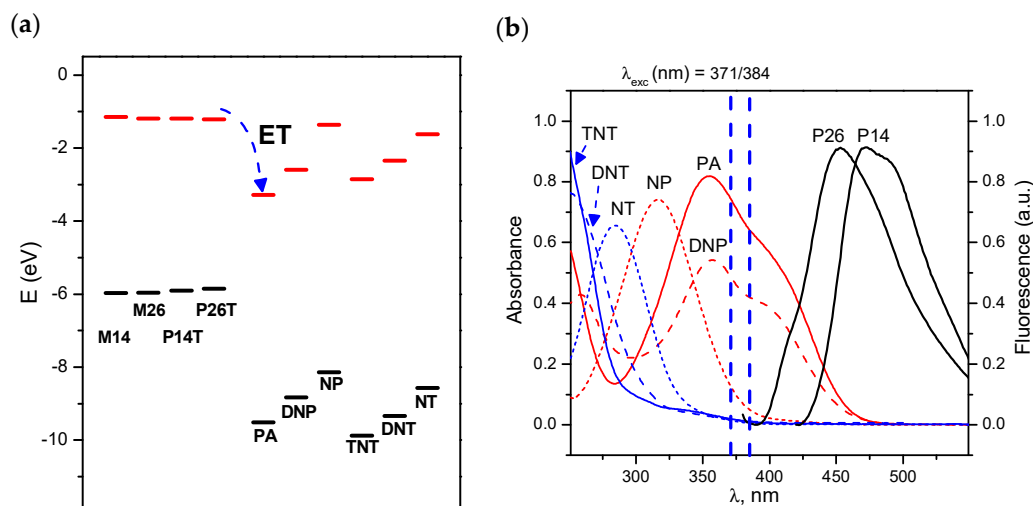 (a)
0
-2
-4
-6
-8
-10
E (eV)
ET
M14
M26
P14T
P26T
PA
DNP
NP
TNT
DNT
NT
(b)
λexc (nm) = 371/384
1.0
0.8
0.6
0.4
0.2
0.0
Absorbance
TNT
DNT
NT
NP
PA
DNP
P26
P14
1.0
0.8
0.6
0.4
0.2
0.0
Fluorescence (a.u.)
300
350
400
450
500
λ, nm